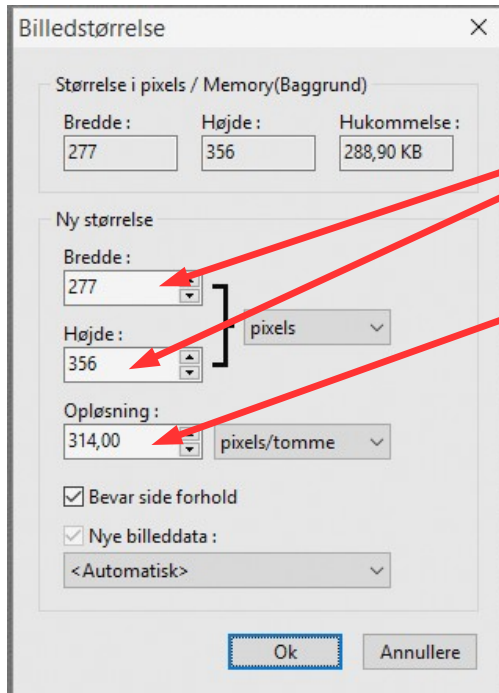 Billedstørrelse
Størrelse i pixels / Memory(Baggrund)
Bredde : Højde : Hukommelse :
277 356 288,90 KB
Ny størrelse
Bredde :
277
pixels
Højde :
356
Opløsning :
314,00 pixels/tomme
Bevar side forhold
Nye billeddata :
<Automatisk>
Ok Annullere